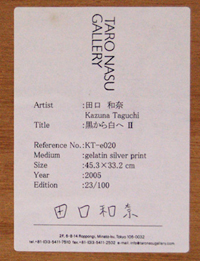 TARO NASU
GALLERY
Artist :田口 和奈
Kazuna Taguchi
Title :黒から白へ II
Reference No.:KT-e020
Medium :gelatin silver print
Size :45.3×33.2 cm
Year :2005
Edition :23/100
田口和奈